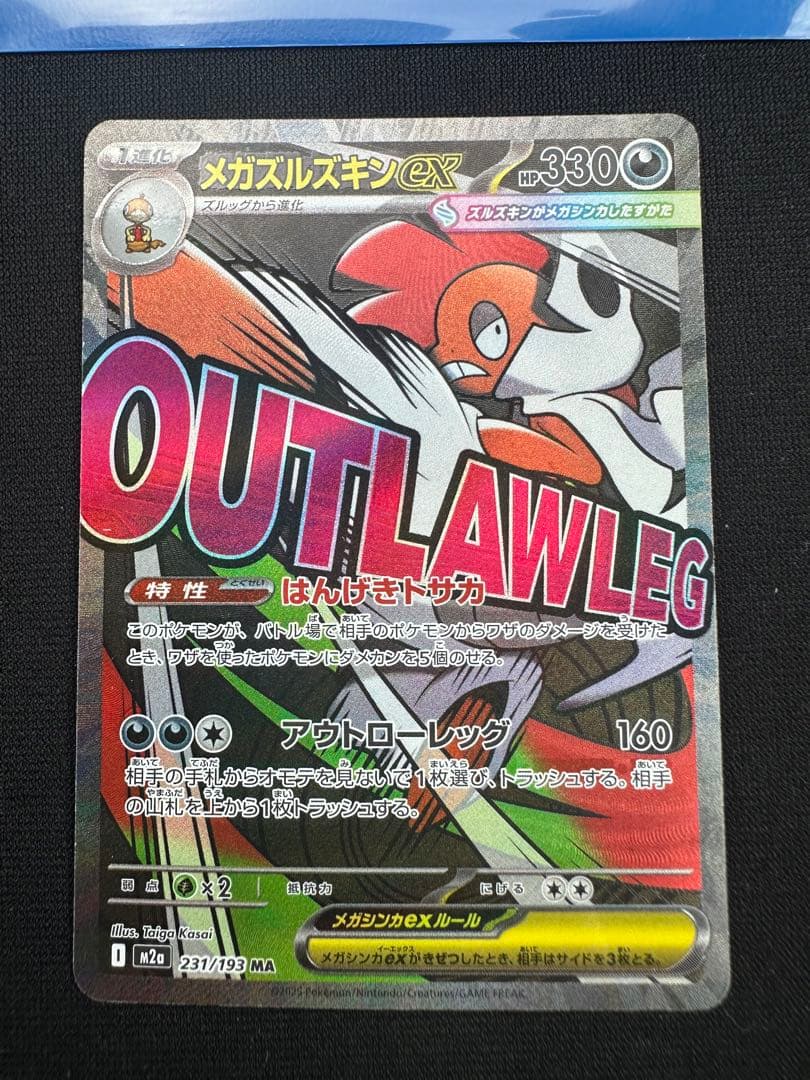 1進化
メガズルズキンex
HP330
ズルッグから進化
ズルズキンがメガシンカしたすがた
OUTLAW LEG
特性 とくせい はんげきトサカ
このポケモンが、バトル場で相手のポケモンからワザのダメージを受けた
とき、ワザを使ったポケモンにダメカンを5個のせる。
アウトローレッグ 160
相手の手札からオモテを見ないで1枚選び、トラッシュする。相手
の山札を上から1枚トラッシュする。
弱点 ×2 抵抗力 にげる
Illus. Taiga Kasai
メガシンカexルール
メガシンカexがきぜつしたとき、相手はサイドを3枚とる。
I m2a 231/193 MA
©2025 Pokémon/Nintendo/Creatures/GAME FREAK.